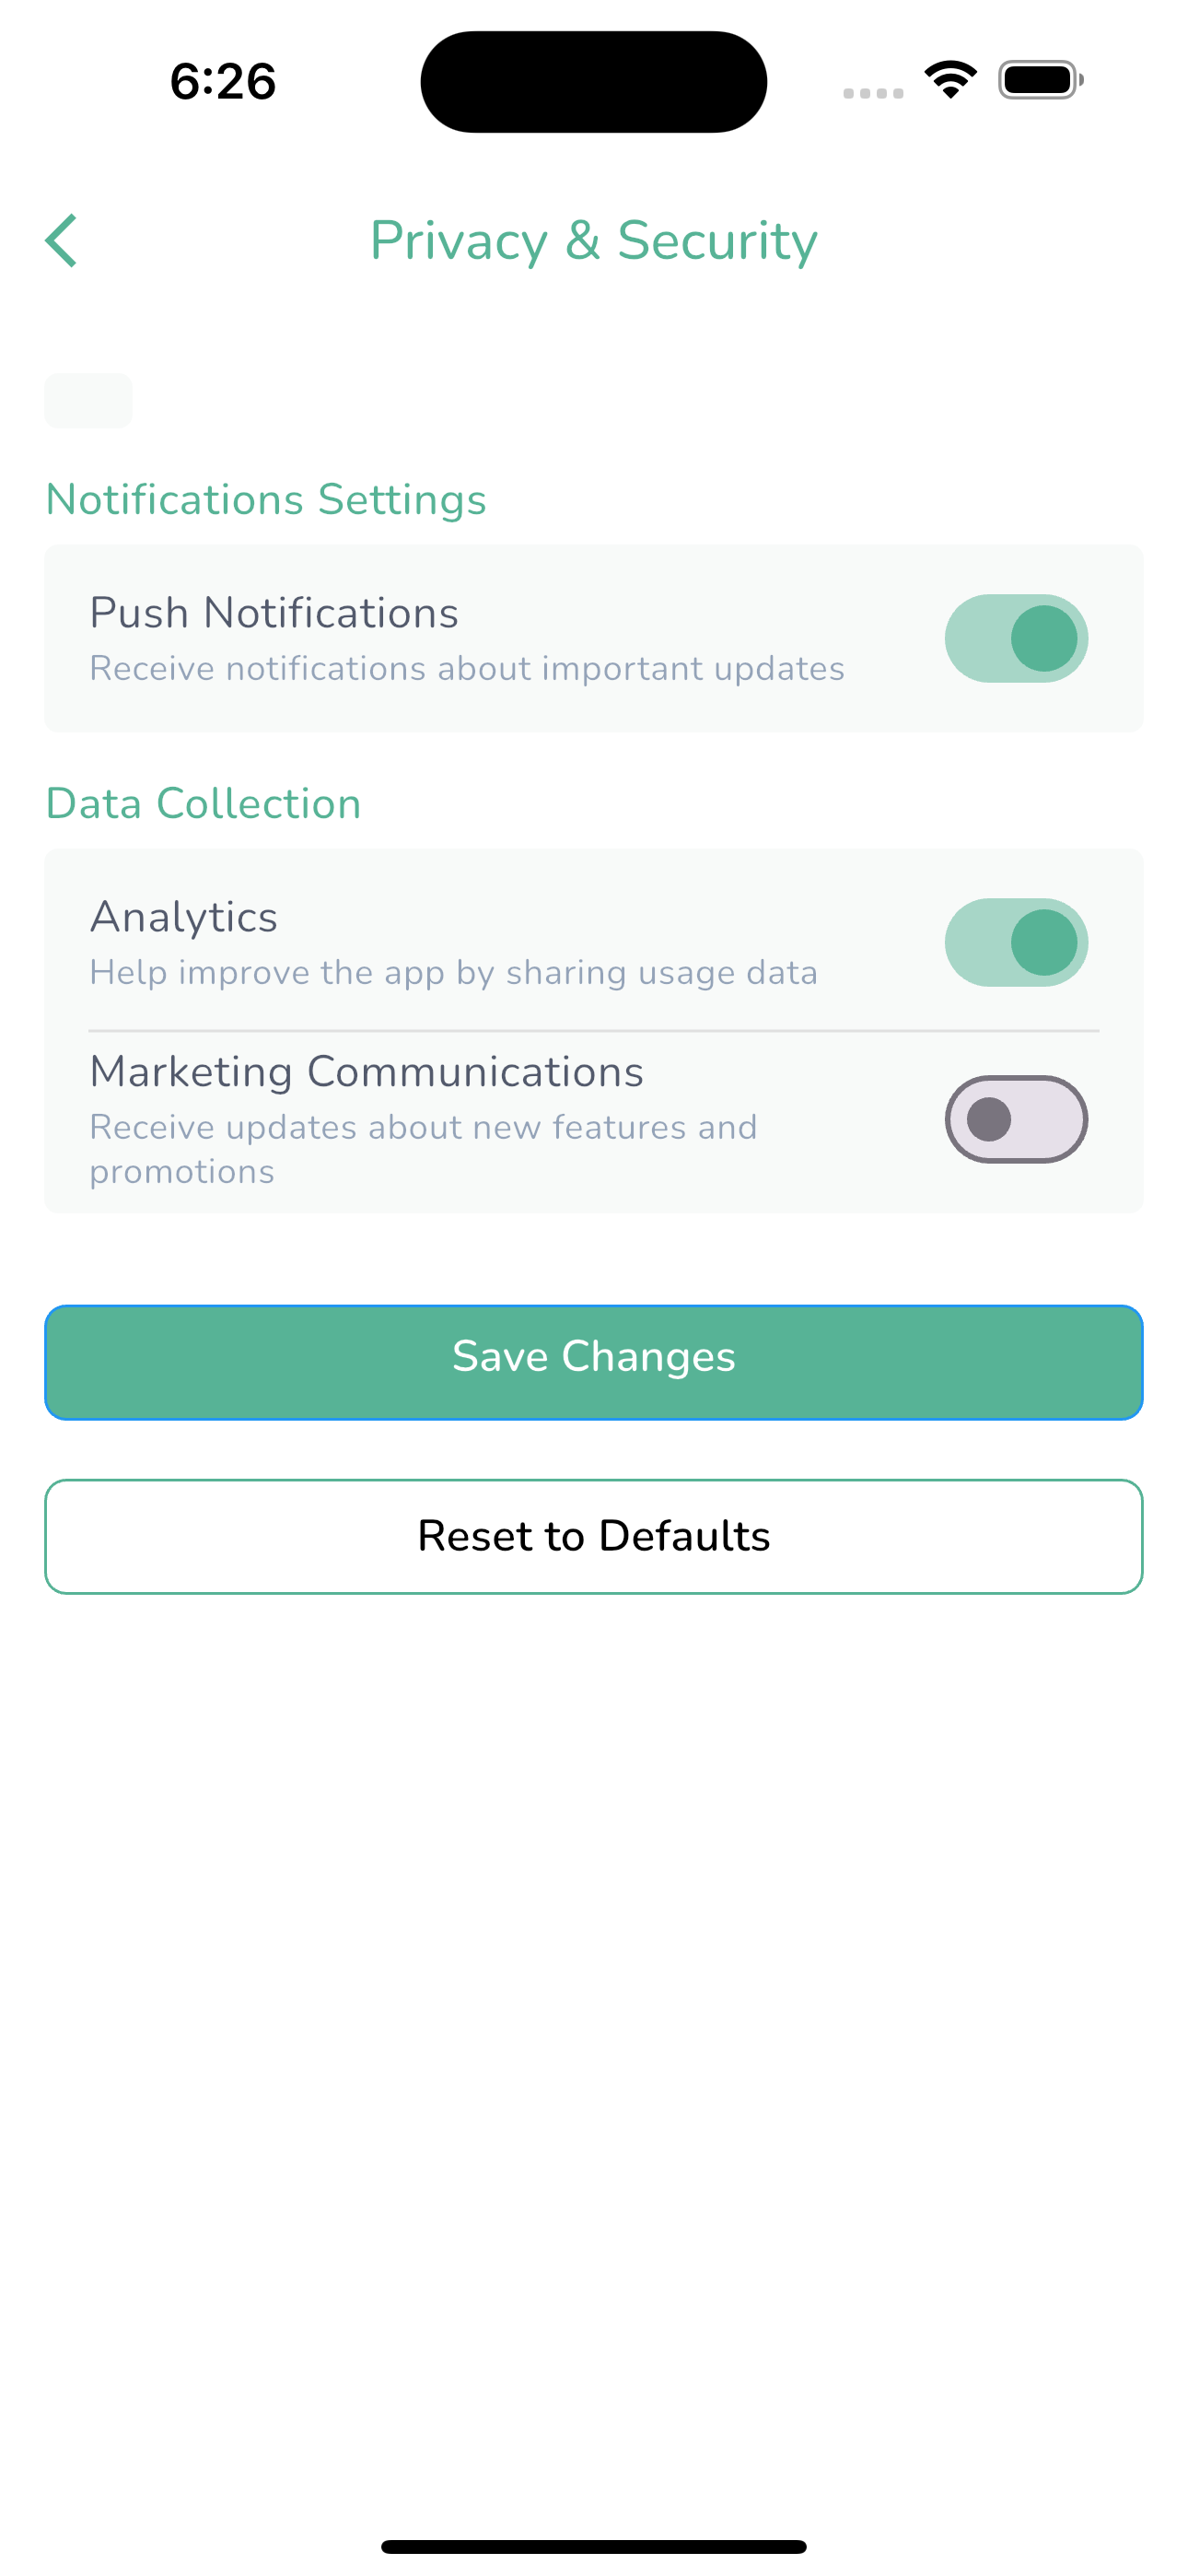 6:26
Privacy & Security
Notifications Settings
Push Notifications
Receive notifications about important updates
Data Collection
Analytics
Help improve the app by sharing usage data
Marketing Communications
Receive updates about new features and
promotions
Save Changes
Reset to Defaults